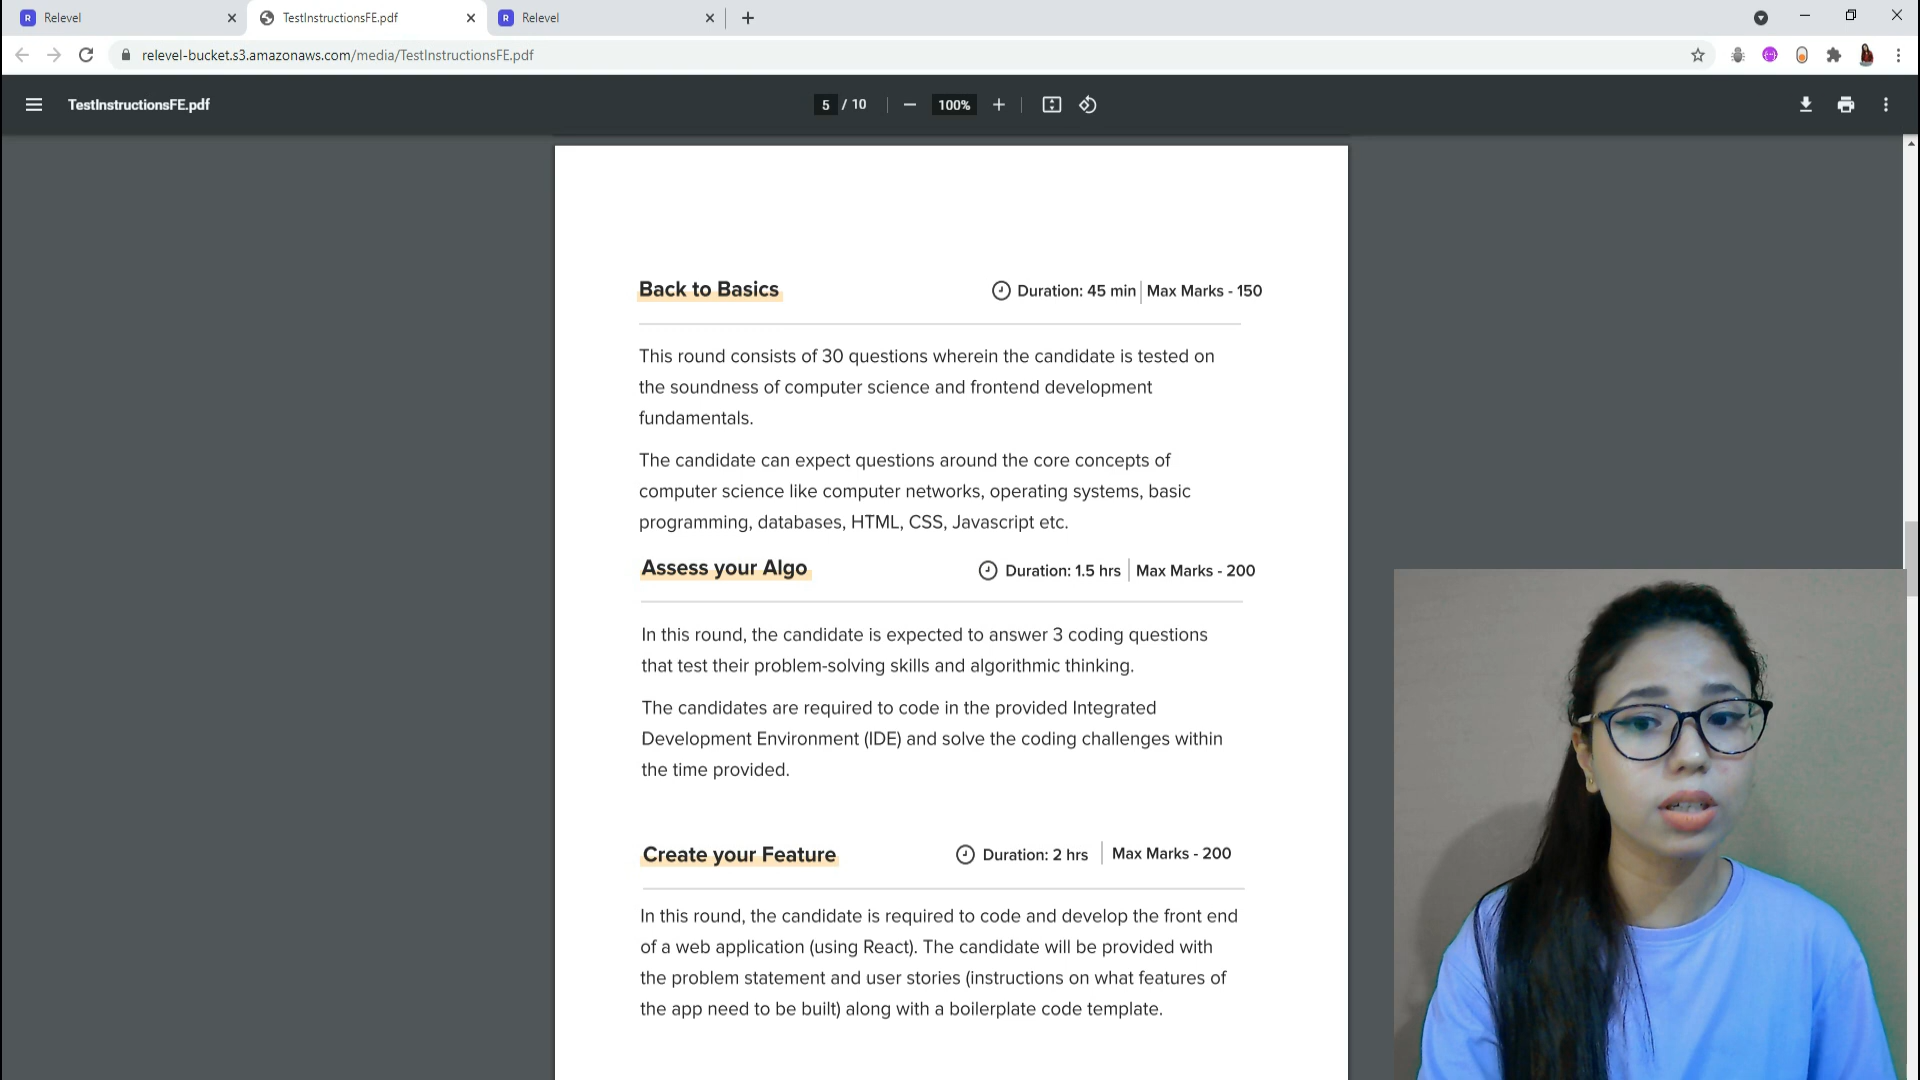 Relevel
TestInstructionsFE.pdf
Relevel
relevel-bucket.s3.amazonaws.com/media/TestInstructionsFE.pdf
TestInstructionsFE.pdf
5 / 10
100%
Back to Basics
Duration: 45 min | Max Marks - 150
This round consists of 30 questions wherein the candidate is tested on
the soundness of computer science and frontend development
fundamentals.
The candidate can expect questions around the core concepts of
computer science like computer networks, operating systems, basic
programming, databases, HTML, CSS, Javascript etc.
Assess your Algo
Duration: 1.5 hrs | Max Marks - 200
In this round, the candidate is expected to answer 3 coding questions
that test their problem-solving skills and algorithmic thinking.
The candidates are required to code in the provided Integrated
Development Environment (IDE) and solve the coding challenges within
the time provided.
Create your Feature
Duration: 2 hrs | Max Marks - 200
In this round, the candidate is required to code and develop the front end
of a web application (using React). The candidate will be provided with
the problem statement and user stories (instructions on what features of
the app need to be built) along with a boilerplate code template.